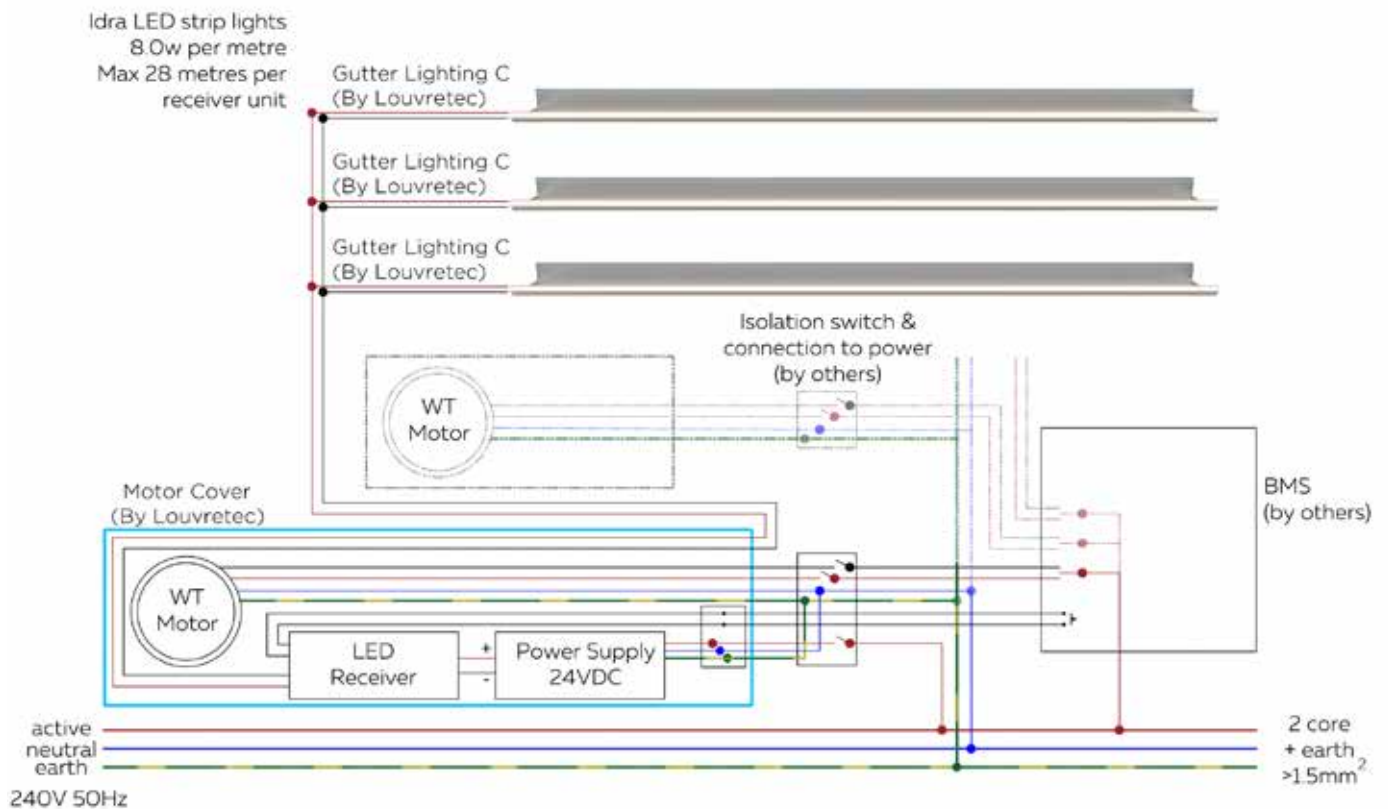 Idra LED strip lights
8.0w per metre
Max 28 metres per
receiver unit
Gutter Lighting C
(By Louvretec)
Gutter Lighting C
(By Louvretec)
Gutter Lighting C
(By Louvretec)
Isolation switch &
connection to power
(by others)
WT
Motor
BMS
(by others)
Motor Cover
(By Louvretec)
WT
Motor
LED
Receiver
+
-
Power Supply
24VDC
active
neutral
earth
240V 50Hz
2 core
+ earth
>1.5mm²